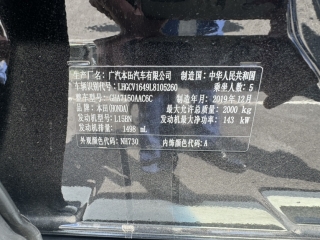 生产厂名：广汽本田汽车有限公司 制造国：中华人民共和国
车辆识别代号：LHGCV1649L8105260 乘坐人数：5
整车型号：GHA7150AAC6C 制造年月：2019年12月
品牌：本田(HONDA) 最大允许总质量：2000 kg
发动机型号：L15BN 发动机最大净功率：143 kW
发动机排量：1498 mL
外观颜色代码：NH730 内饰颜色代码：A